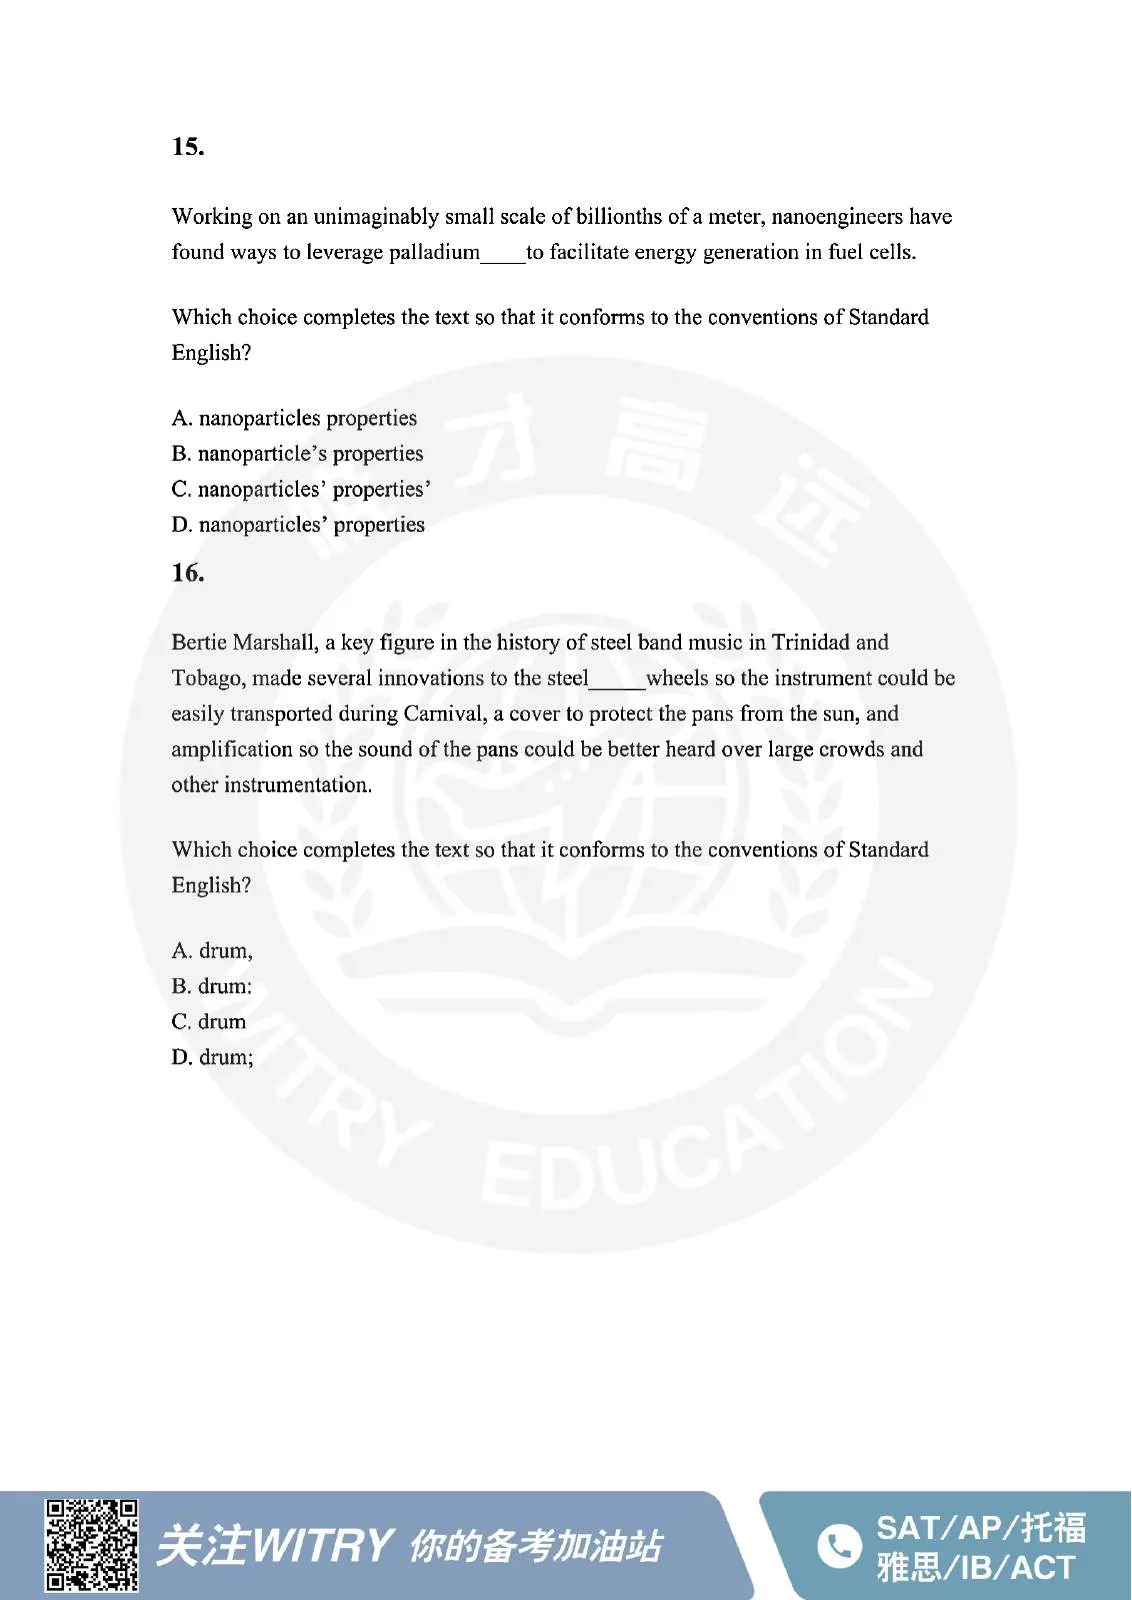 15.
Working on an unimaginably small scale of billionths of a meter, nanoengineers have
found ways to leverage palladium____to facilitate energy generation in fuel cells.
Which choice completes the text so that it conforms to the conventions of Standard
English?
A. nanoparticles properties
B. nanoparticle’s properties
C. nanoparticles’ properties’
D. nanoparticles’ properties
16.
Bertie Marshall, a key figure in the history of steel band music in Trinidad and
Tobago, made several innovations to the steel_____wheels so the instrument could be
easily transported during Carnival, a cover to protect the pans from the sun, and
amplification so the sound of the pans could be better heard over large crowds and
other instrumentation.
Which choice completes the text so that it conforms to the conventions of Standard
English?
A. drum,
B. drum:
C. drum
D. drum;
才高远
WITRY EDUCATION
关注WITRY 你的备考加油站
SAT/AP/托福
雅思/IB/ACT